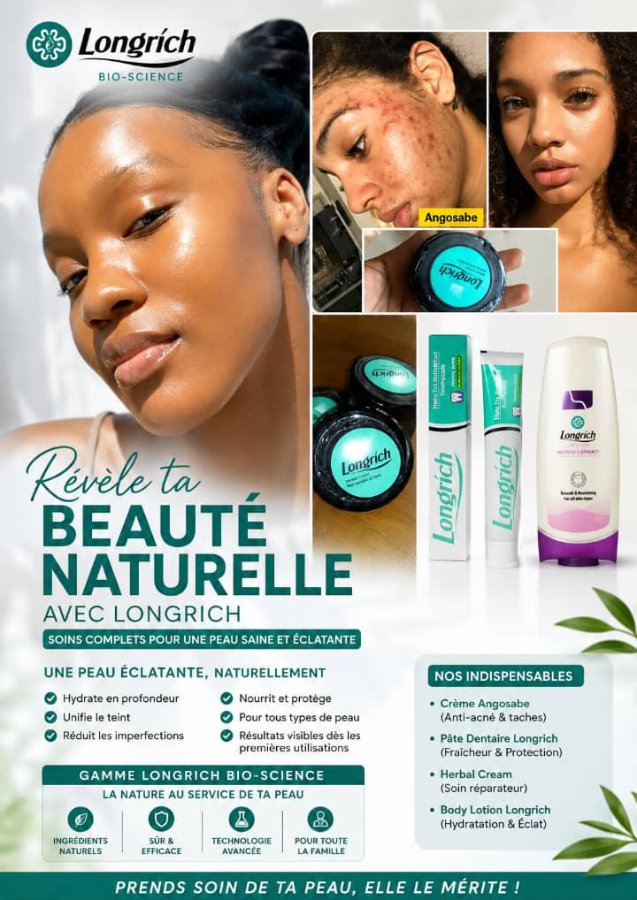 Longrich
BIO-SCIENCE
Angosabe
Longrich
Longrich
Longrich
Longrich
Longrich
Révèle ta
BEAUTÉ
NATURELLE
AVEC LONGRICH
SOINS COMPLETS POUR UNE PEAU SAINE ET ÉCLATANTE
UNE PEAU ÉCLATANTE, NATURELLEMENT
Hydrate en profondeur
Unifie le teint
Réduit les imperfections
Nourrit et protège
Pour tous types de peau
Résultats visibles dès les
premières utilisations
GAMME LONGRICH BIO-SCIENCE
LA NATURE AU SERVICE DE TA PEAU
INGRÉDIENTS
NATURELS
SÛR &
EFFICACE
TECHNOLOGIE
AVANCÉE
POUR TOUTE
LA FAMILLE
NOS INDISPENSABLES
• Crème Angosabe
(Anti-acné & taches)
• Pâte Dentaire Longrich
(Fraîcheur & Protection)
• Herbal Cream
(Soin réparateur)
• Body Lotion Longrich
(Hydratation & Éclat)
PRENDS SOIN DE TA PEAU, ELLE LE MÉRITE !